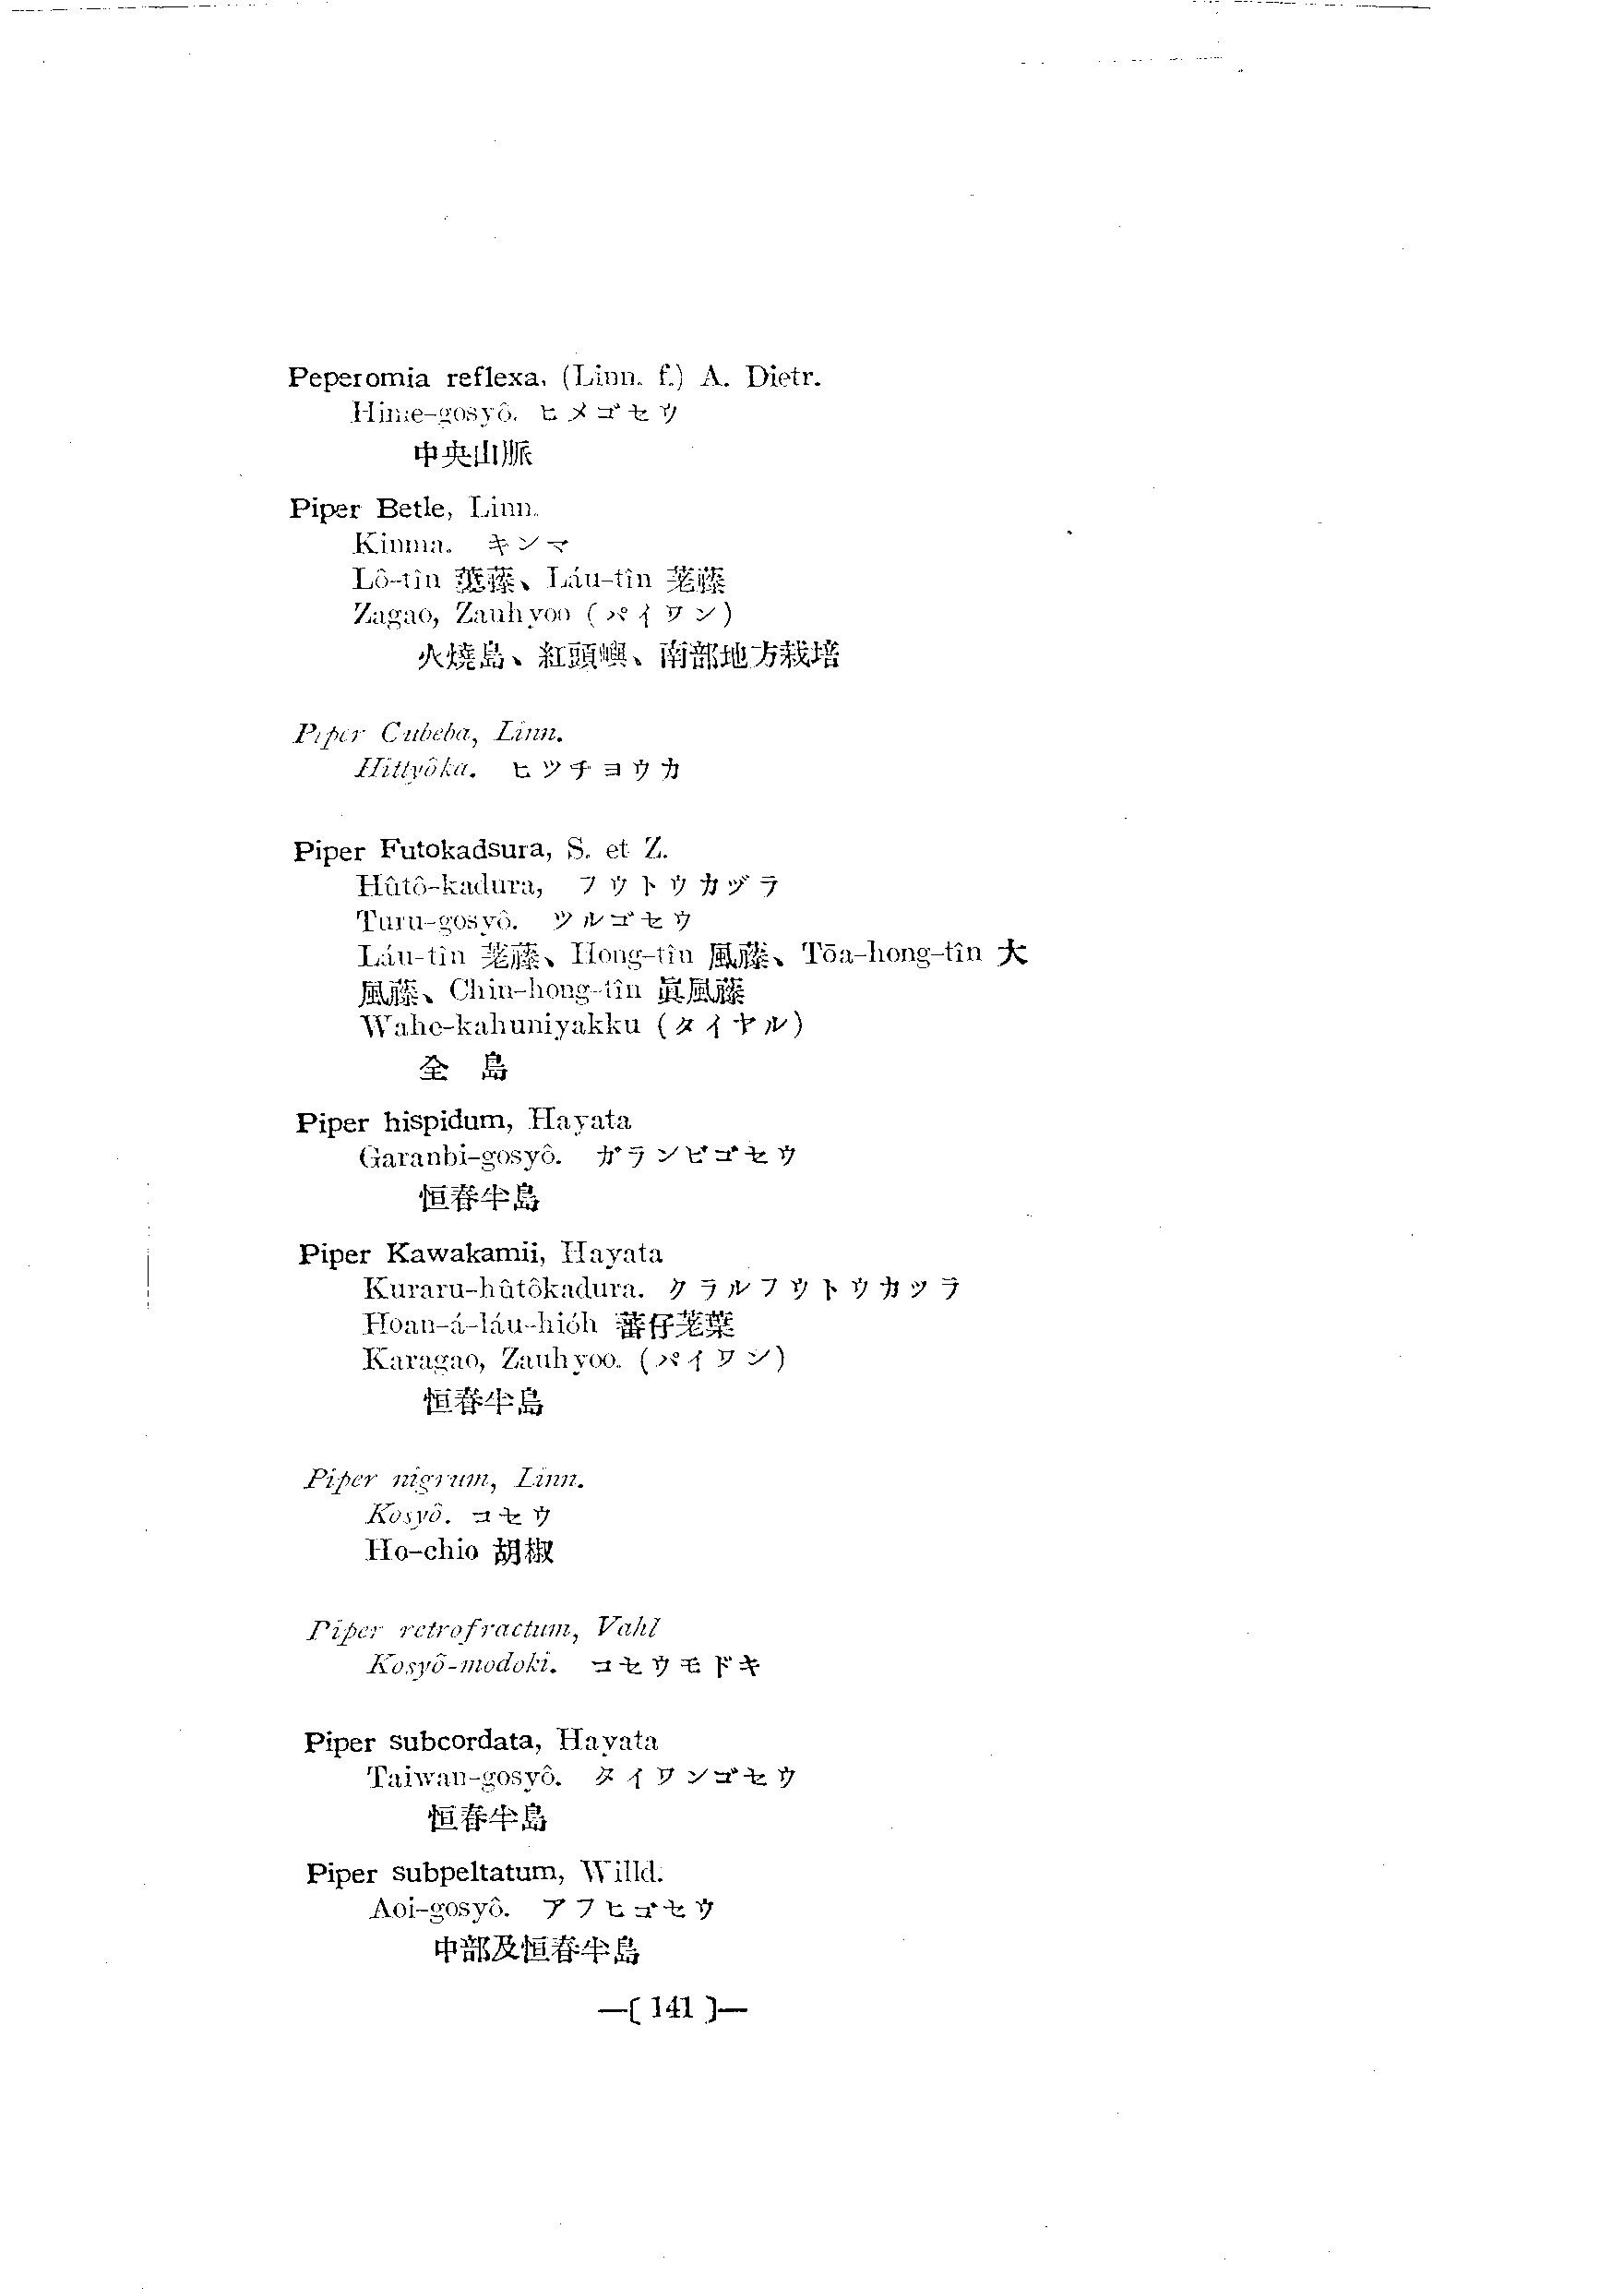 Peperomia reflexa, (Linn. f.) A. Dietr.
Hime-gosyô. ヒメゴセウ
中央山脈
Piper Betle, Linn.
Kinma. キンマ
Lô-tîn 蔞藤、Láu-tîn 荖藤
Zagao, Zauhyoo (パイワン)
火燒島、紅頭嶼、南部地方栽培
Piper Cubeba, Linn.
Hittyôka. ヒツチヨウカ
Piper Futokadsura, S. et Z.
Hûtô-kadura, フウトウカヅラ
Turu-gosyô. ツルゴセウ
Láu-tîn 荖藤、Hong-tîn 風藤、Tōa-hong-tîn 大
風藤、Chin-hong-tîn 眞風藤
Wahe-kahuniyakku (タイヤル)
全 島
Piper hispidum, Hayata
Garanbi-gosyô. ガランビゴセウ
恒春半島
Piper Kawakamii, Hayata
Kuraru-hûtôkadura. クラルフウトウカツラ
Hoan-á-láu-hióh 蕃仔荖葉
Karagao, Zauhyoo. (パイワン)
恒春半島
Piper nigrum, Linn.
Kosyô. コセウ
Ho-chio 胡椒
Piper retrofractum, Vahl
Kosyô-modoki. コセウモドキ
Piper subcordata, Hayata
Taiwan-gosyô. タイワンゴセウ
恒春半島
Piper subpeltatum, Willd.
Aoi-gosyô. アフヒゴセウ
中部及恒春半島
—( 141 )—